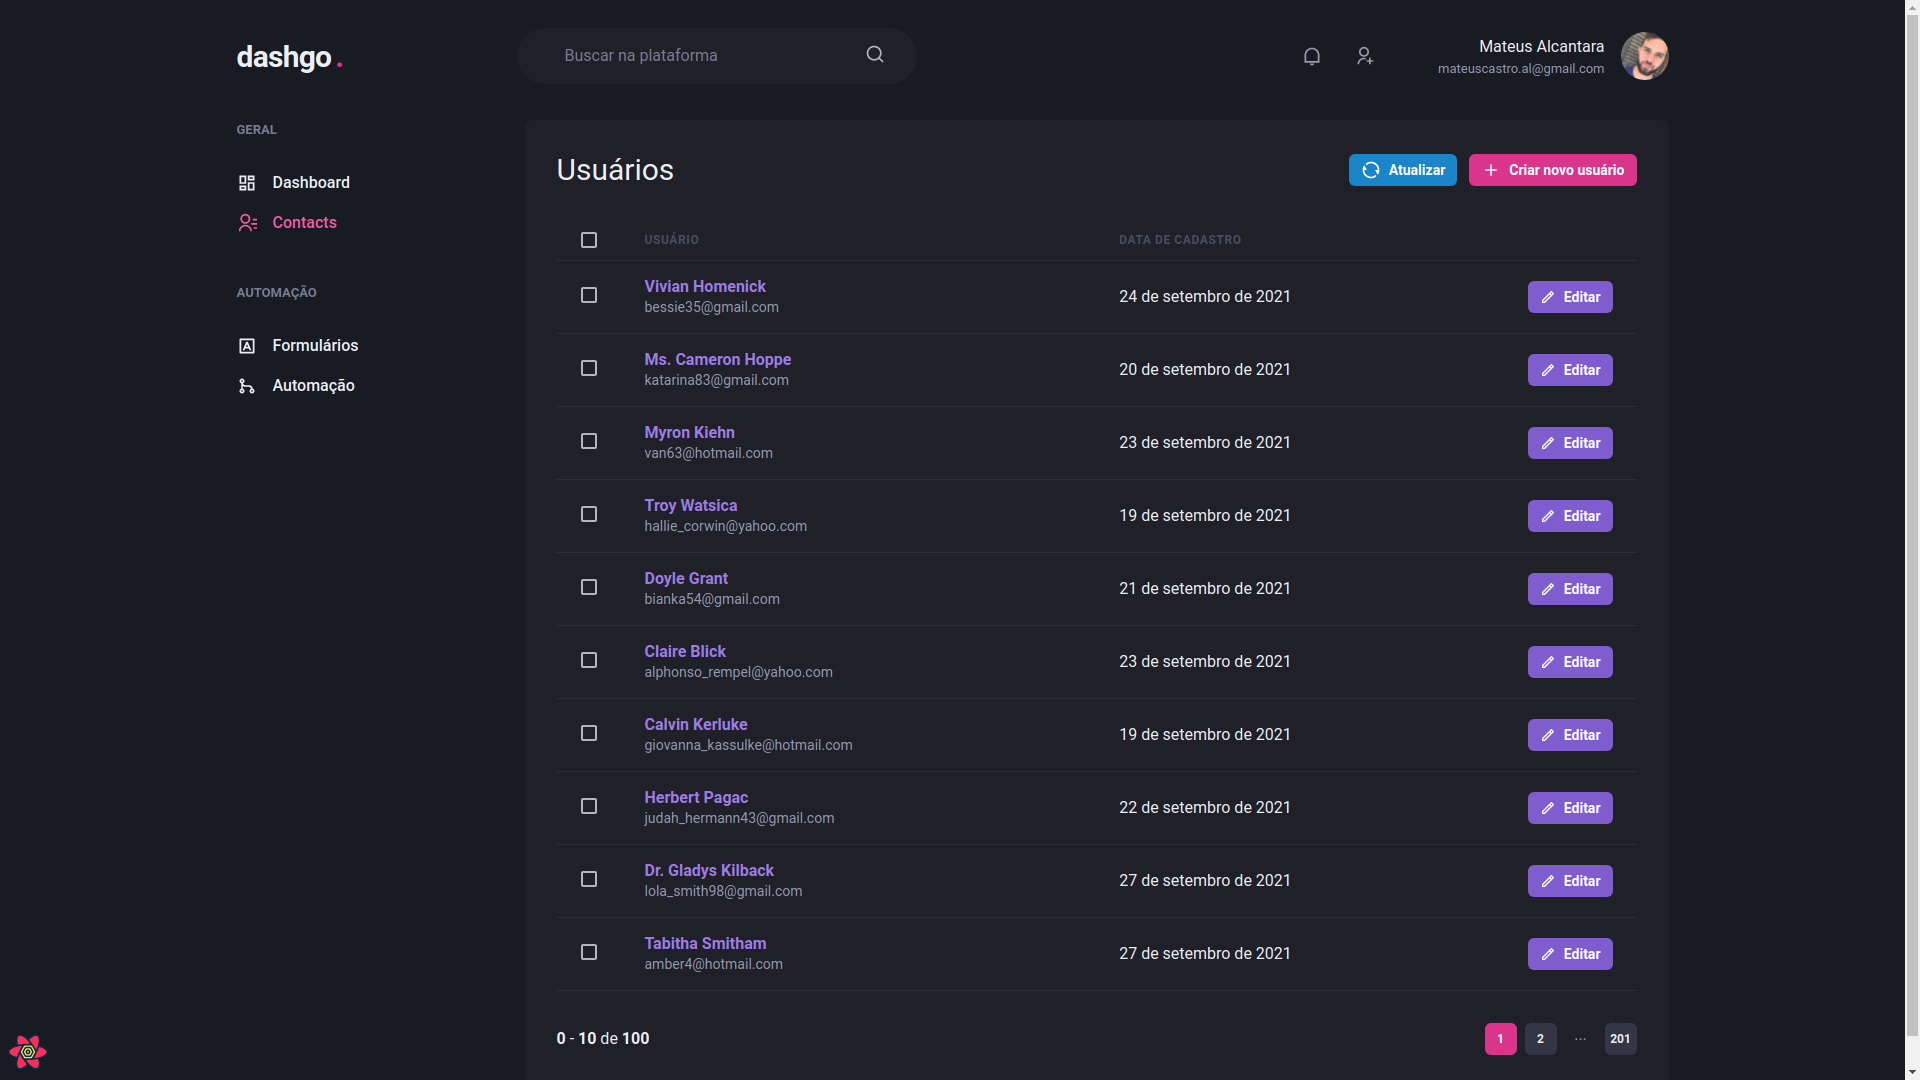 dashgo.
Buscar na plataforma
Mateus Alcantara
mateuscastro.al@gmail.com
GERAL
Dashboard
Contacts
AUTOMAÇÃO
Formulários
Automação
Usuários
Atualizar
Criar novo usuário
USUÁRIO DATA DE CADASTRO
Vivian Homenick
bessie35@gmail.com
24 de setembro de 2021
Editar
Ms. Cameron Hoppe
katarina83@gmail.com
20 de setembro de 2021
Editar
Myron Kiehn
van63@hotmail.com
23 de setembro de 2021
Editar
Troy Watsica
hallie_corwin@yahoo.com
19 de setembro de 2021
Editar
Doyle Grant
bianka54@gmail.com
21 de setembro de 2021
Editar
Claire Blick
alphonso_rempel@yahoo.com
23 de setembro de 2021
Editar
Calvin Kerluke
giovanna_kassulke@hotmail.com
19 de setembro de 2021
Editar
Herbert Pagac
judah_hermann43@gmail.com
22 de setembro de 2021
Editar
Dr. Gladys Kilback
lola_smith98@gmail.com
27 de setembro de 2021
Editar
Tabitha Smitham
amber4@hotmail.com
27 de setembro de 2021
Editar
0 - 10 de 100
1 2 ... 201